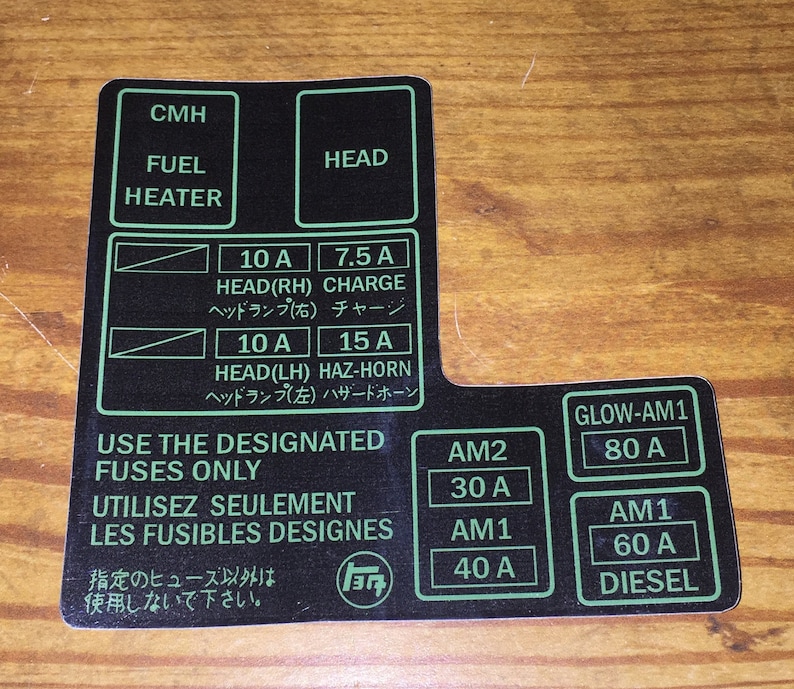 CMH
FUEL
HEATER
HEAD
10 A
7.5 A
HEAD(RH)
CHARGE
ヘッドランプ(右)
チャージ
10 A
15 A
HEAD(LH)
HAZ-HORN
ヘッドランプ(左)
ハザードホーン
USE THE DESIGNATED
FUSES ONLY
UTILISEZ SEULEMENT
LES FUSIBLES DESIGNES
指定のヒューズ以外は
使用しないで下さい。
トヨタ
AM2
30 A
AM1
40 A
GLOW-AM1
80 A
AM1
60 A
DIESEL